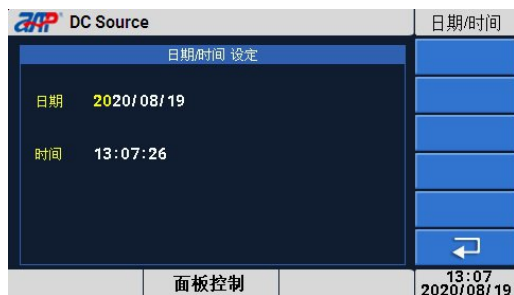 AAP DC Source
日期/时间
日期/时间 设定
日期 2020/08/19
时间 13:07:26
面板控制
13:07
2020/08/19